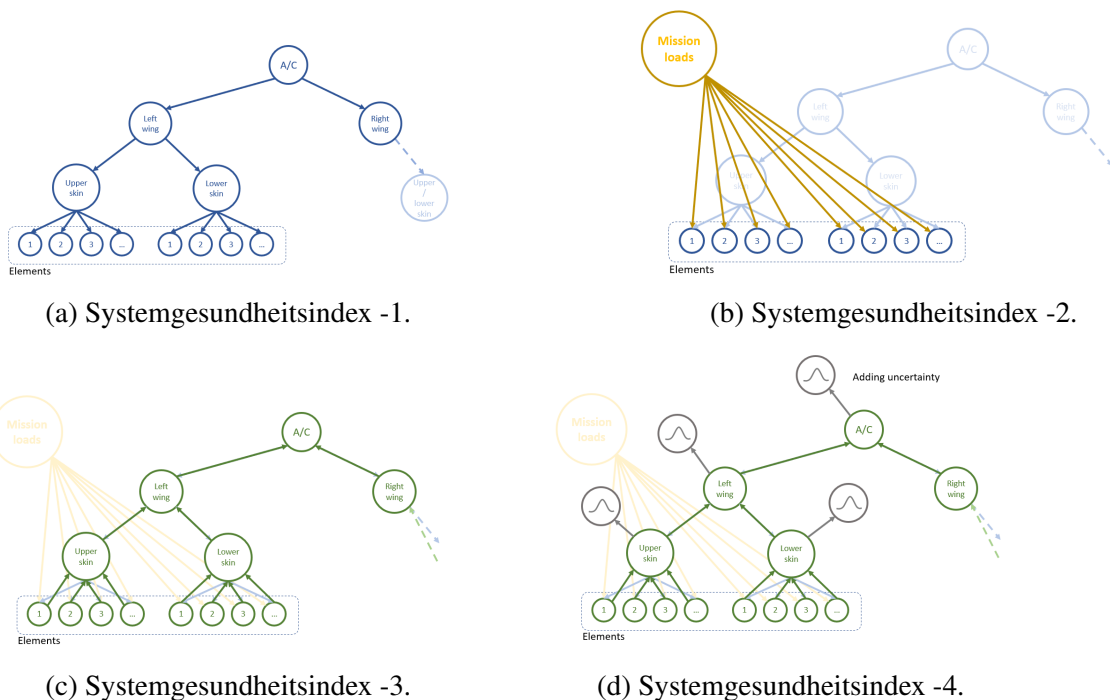 A/C
Left
wing
Right
wing
Upper
skin
Lower
skin
Upper
/
lower
skin
1 2 3 ... 1 2 3 ...
Elements
(a) Systemgesundheitsindex -1.
Mission
loads
A/C
Left
wing
Right
wing
Upper
skin
Lower
skin
1 2 3 ... 1 2 3 ...
Elements
(b) Systemgesundheitsindex -2.
Mission
loads
A/C
Left
wing
Right
wing
Upper
skin
Lower
skin
1 2 3 ... 1 2 3 ...
Elements
(c) Systemgesundheitsindex -3.
Adding uncertainty
Mission
loads
A/C
Left
wing
Right
wing
Upper
skin
Lower
skin
1 2 3 ... 1 2 3 ...
Elements
(d) Systemgesundheitsindex -4.